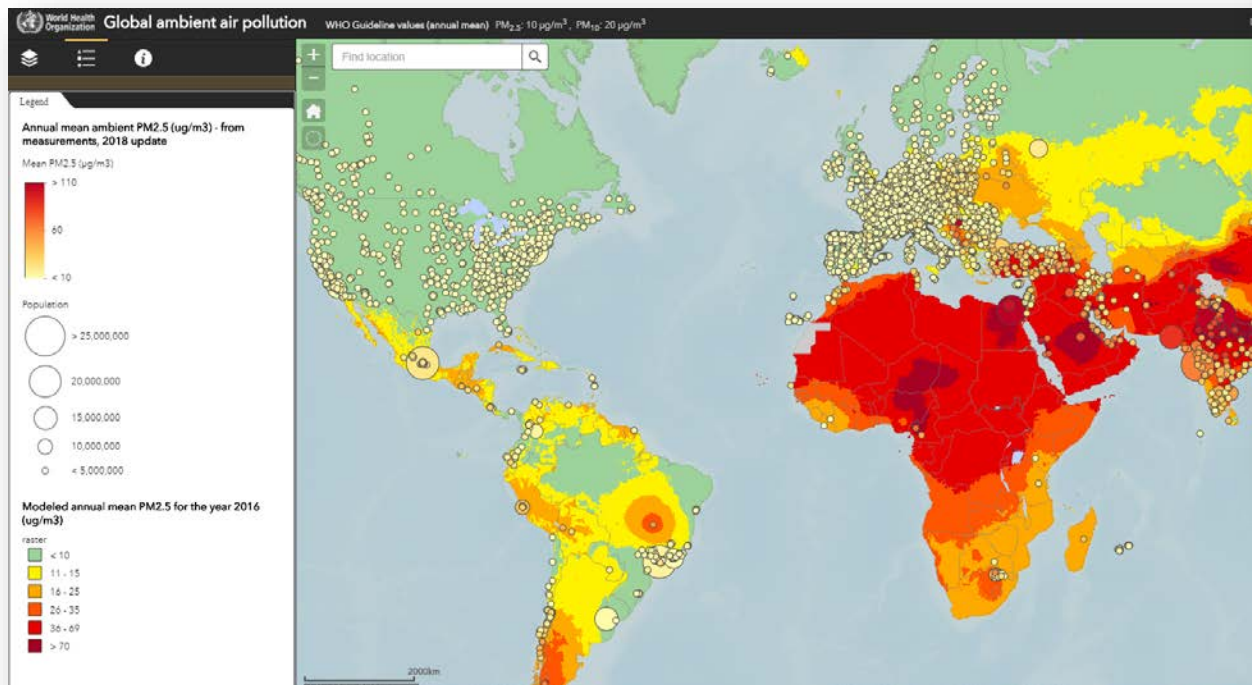 World Health
Organization
Global ambient air pollution
WHO Guideline values (annual mean) PM2.5: 10 µg/m3 , PM10: 20 µg/m3
Find location
Legend
Annual mean ambient PM2.5 (ug/m3) - from
measurements, 2018 update
Mean PM2.5 (µg/m3)
> 110
60
< 10
Population
> 25,000,000
20,000,000
15,000,000
10,000,000
< 5,000,000
Modeled annual mean PM2.5 for the year 2016
(ug/m3)
raster
< 10
11 - 15
16 - 25
26 - 35
36 - 69
> 70
2000km